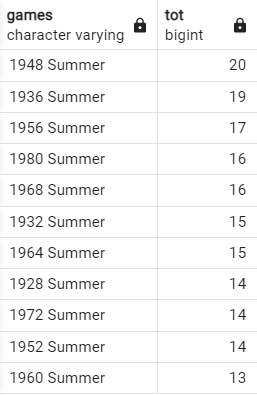 games tot
character varying bigint
1948 Summer 20
1936 Summer 19
1956 Summer 17
1980 Summer 16
1968 Summer 16
1932 Summer 15
1964 Summer 15
1928 Summer 14
1972 Summer 14
1952 Summer 14
1960 Summer 13